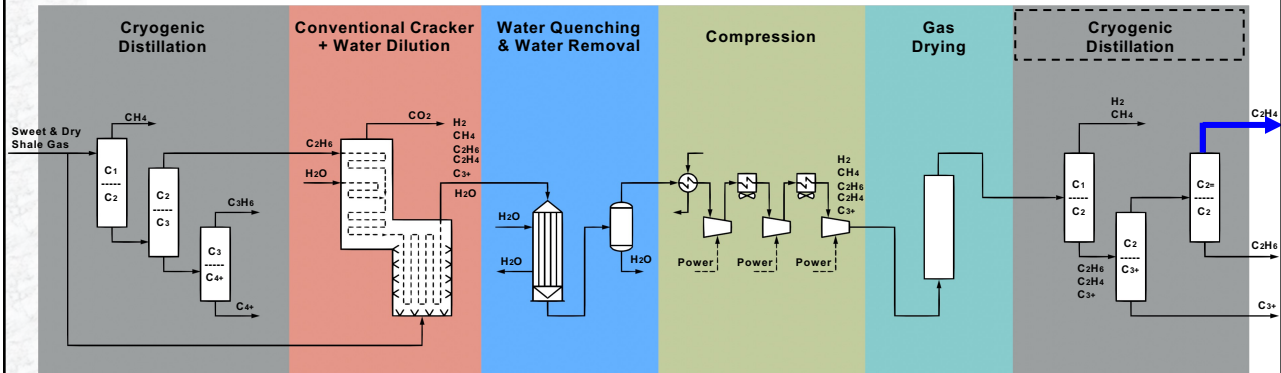 Cryogenic
Distillation
Conventional Cracker
+ Water Dilution
Water Quenching
& Water Removal
Compression
Gas
Drying
Cryogenic
Distillation
Sweet & Dry
Shale Gas
CH4
C1
-----
C2
C2
-----
C3
C3H6
C3
-----
C4+
C4+
C2H6
H2O
CO2
H2
CH4
C2H6
C2H4
C3+
H2O
H2O
H2O
H2O
Power
Power
Power
H2
CH4
C2H6
C2H4
C3+
H2
CH4
C1
-----
C2
C2H6
C2H4
C3+
C2
-----
C3+
C2=
-----
C2
C2H4
C2H6
C3+